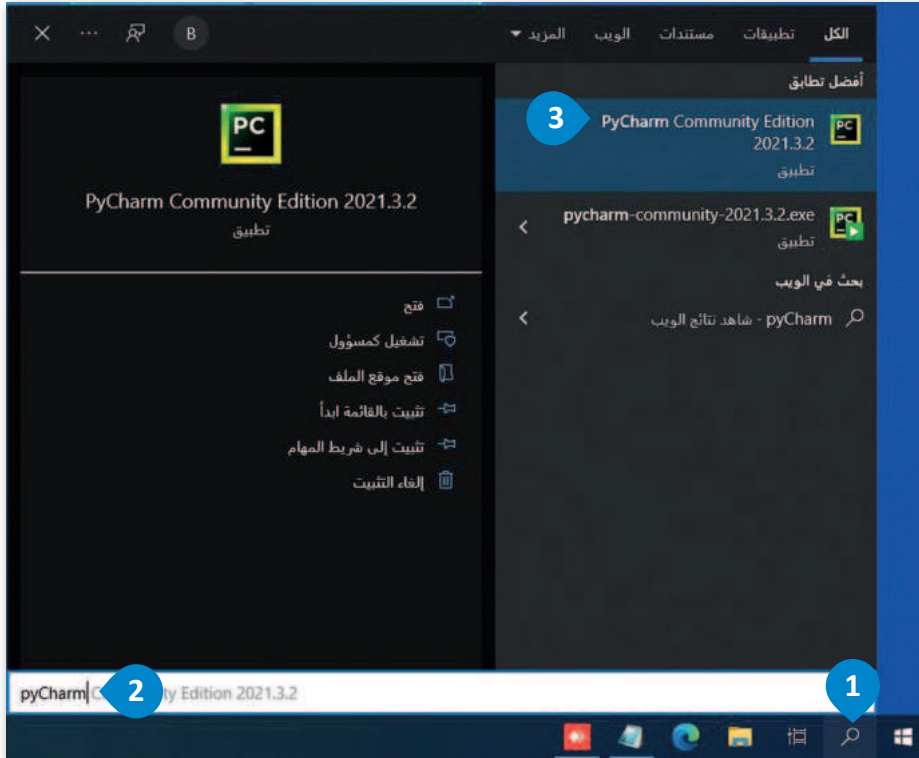 الكل
تطبيقات
مستندات
الويب
المزيد
B
أفضل تطابق
3
PyCharm Community Edition
2021.3.2
تطبيق
pycharm-community-2021.3.2.exe
تطبيق
بحث في الويب
pyCharm - شاهد نتائج الويب
PC
PyCharm Community Edition 2021.3.2
تطبيق
فتح
تشغيل كمسؤول
فتح موقع الملف
تثبيت بالقائمة ابدأ
تثبيت إلى شريط المهام
إلغاء التثبيت
pyCharm 2 ty Edition 2021.3.2
1